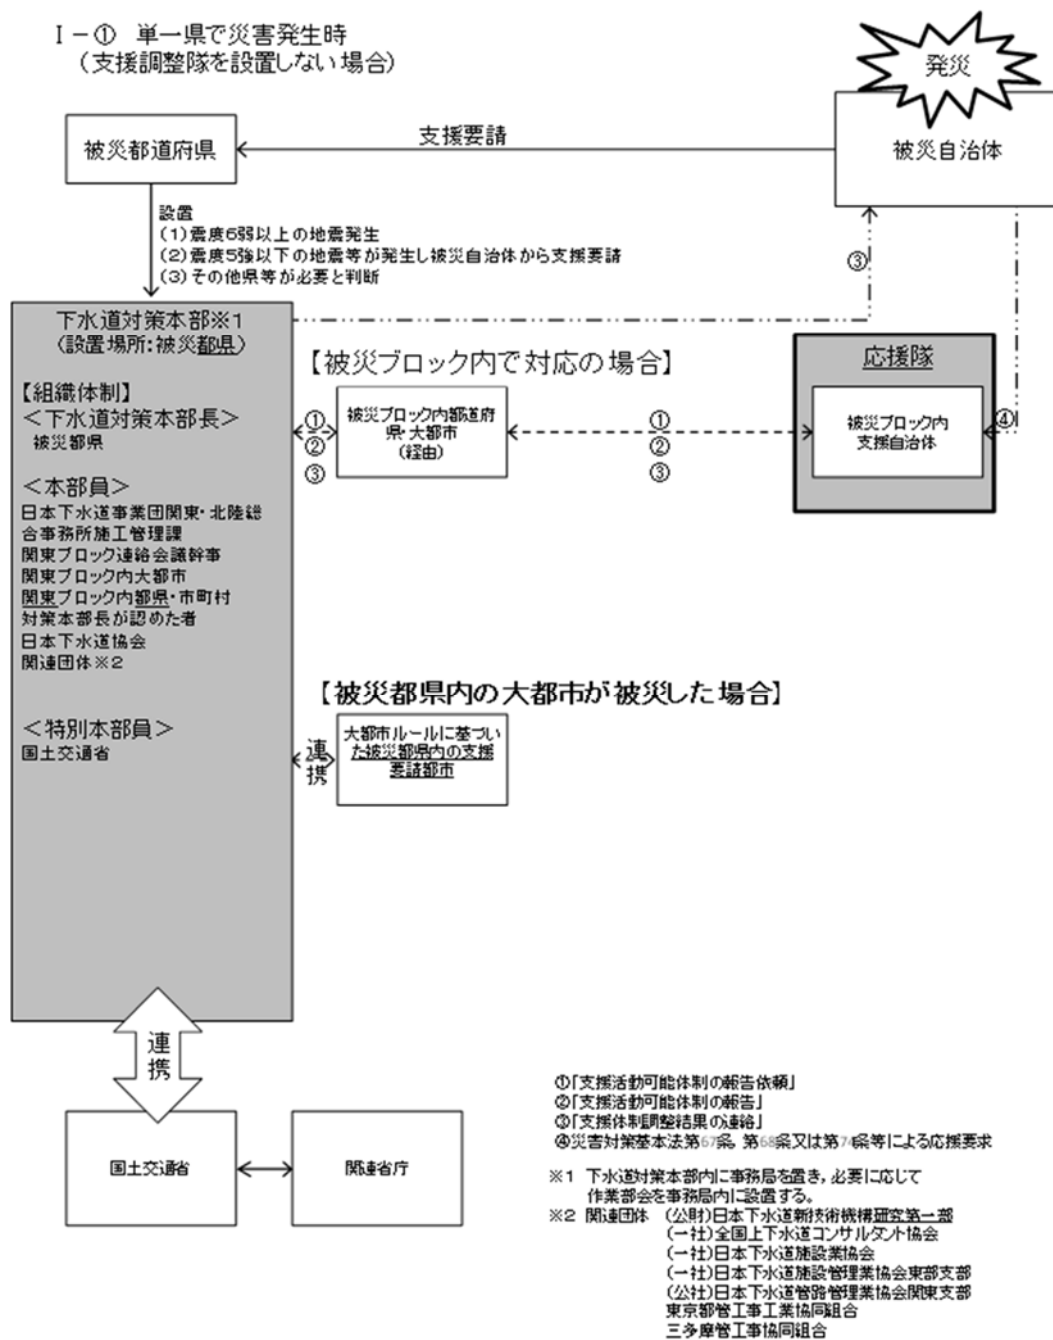 Ⅰ－① 単一県で災害発生時
（支援調整隊を設置しない場合）
発災
被災都道府県
支援要請
被災自治体
設置
(1)震度6弱以上の地震発生
(2)震度5強以下の地震等が発生し被災自治体から支援要請
(3)その他県等が必要と判断
③
下水道対策本部※1
(設置場所:被災都県)
【組織体制】
＜下水道対策本部長＞
被災都県
＜本部員＞
日本下水道事業団関東・北陸総
合事務所施工管理課
関東ブロック連絡会議幹事
関東ブロック内大都市
関東ブロック内都県・市町村
対策本部長が認めた者
日本下水道協会
関連団体※2
＜特別本部員＞
国土交通省
【被災ブロック内で対応の場合】
①
②
③
被災ブロック内都道府
県・大都市
(経由)
①
②
③
応援隊
被災ブロック内
支援自治体
④
【被災都県内の大都市が被災した場合】
連携
大都市ルールに基づい
た被災都県内の支援
要請都市
連携
国土交通省
関連省庁
①「支援活動可能体制の報告依頼」
②「支援活動可能体制の報告」
③「支援体制調整結果の連絡」
④災害対策基本法第67条，第68条又は第74条等による応援要求
※1 下水道対策本部内に事務局を置き，必要に応じて
作業部会を事務局内に設置する。
※2 関連団体 (公財)日本下水道新技術機構研究第一部
(一社)全国上下水道コンサルタント協会
(一社)日本下水道施設業協会
(一社)日本下水道施設管理業協会東部支部
(公社)日本下水道管路管理業協会関東支部
東京都管工事工業協同組合
三多摩管工事協同組合